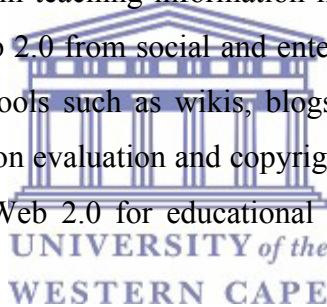 in teaching information
2.0 from social and ente
ools such as wikis, blogs
on evaluation and copyrig
Web 2.0 for educational
UNIVERSITY of the
WESTERN CAPE